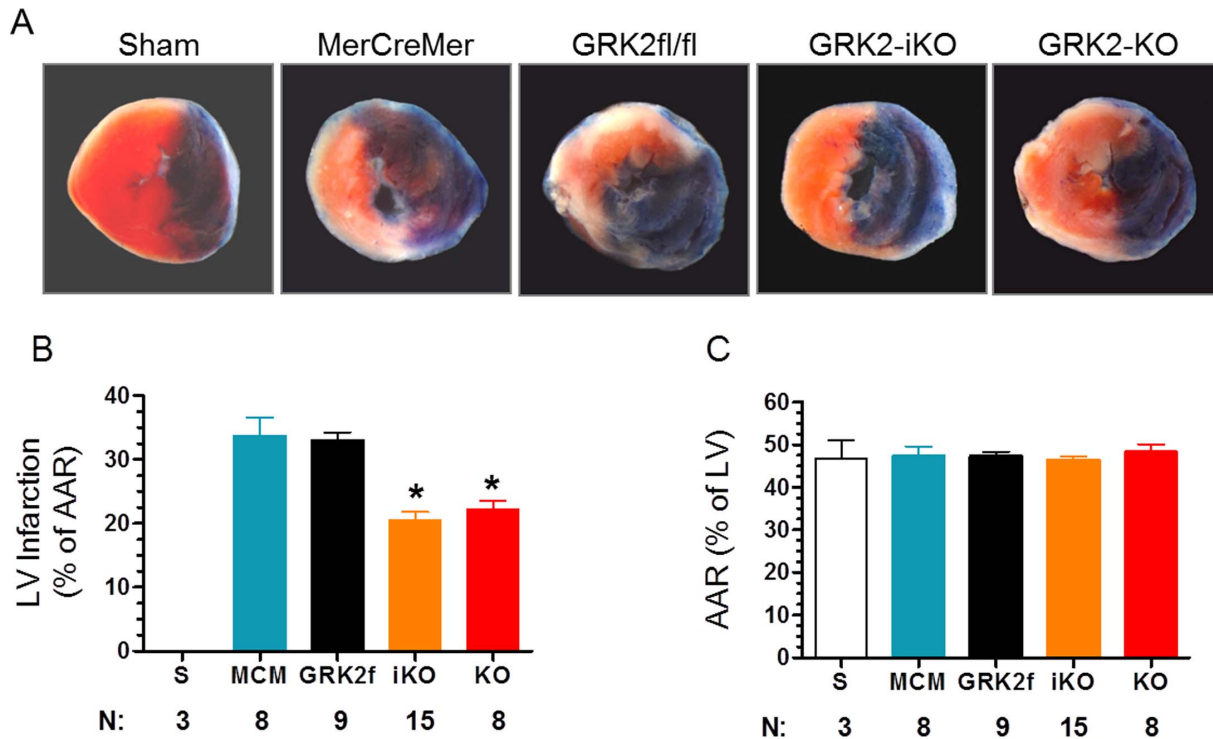 A
Sham MerCreMer GRK2fl/fl GRK2-iKO GRK2-KO
B
LV Infarction
(% of AAR)
40
30
20
10
0
* *
S MCM GRK2f iKO KO
N: 3 8 9 15 8
C
AAR (% of LV)
60
50
40
30
20
10
0
S MCM GRK2f iKO KO
N: 3 8 9 15 8